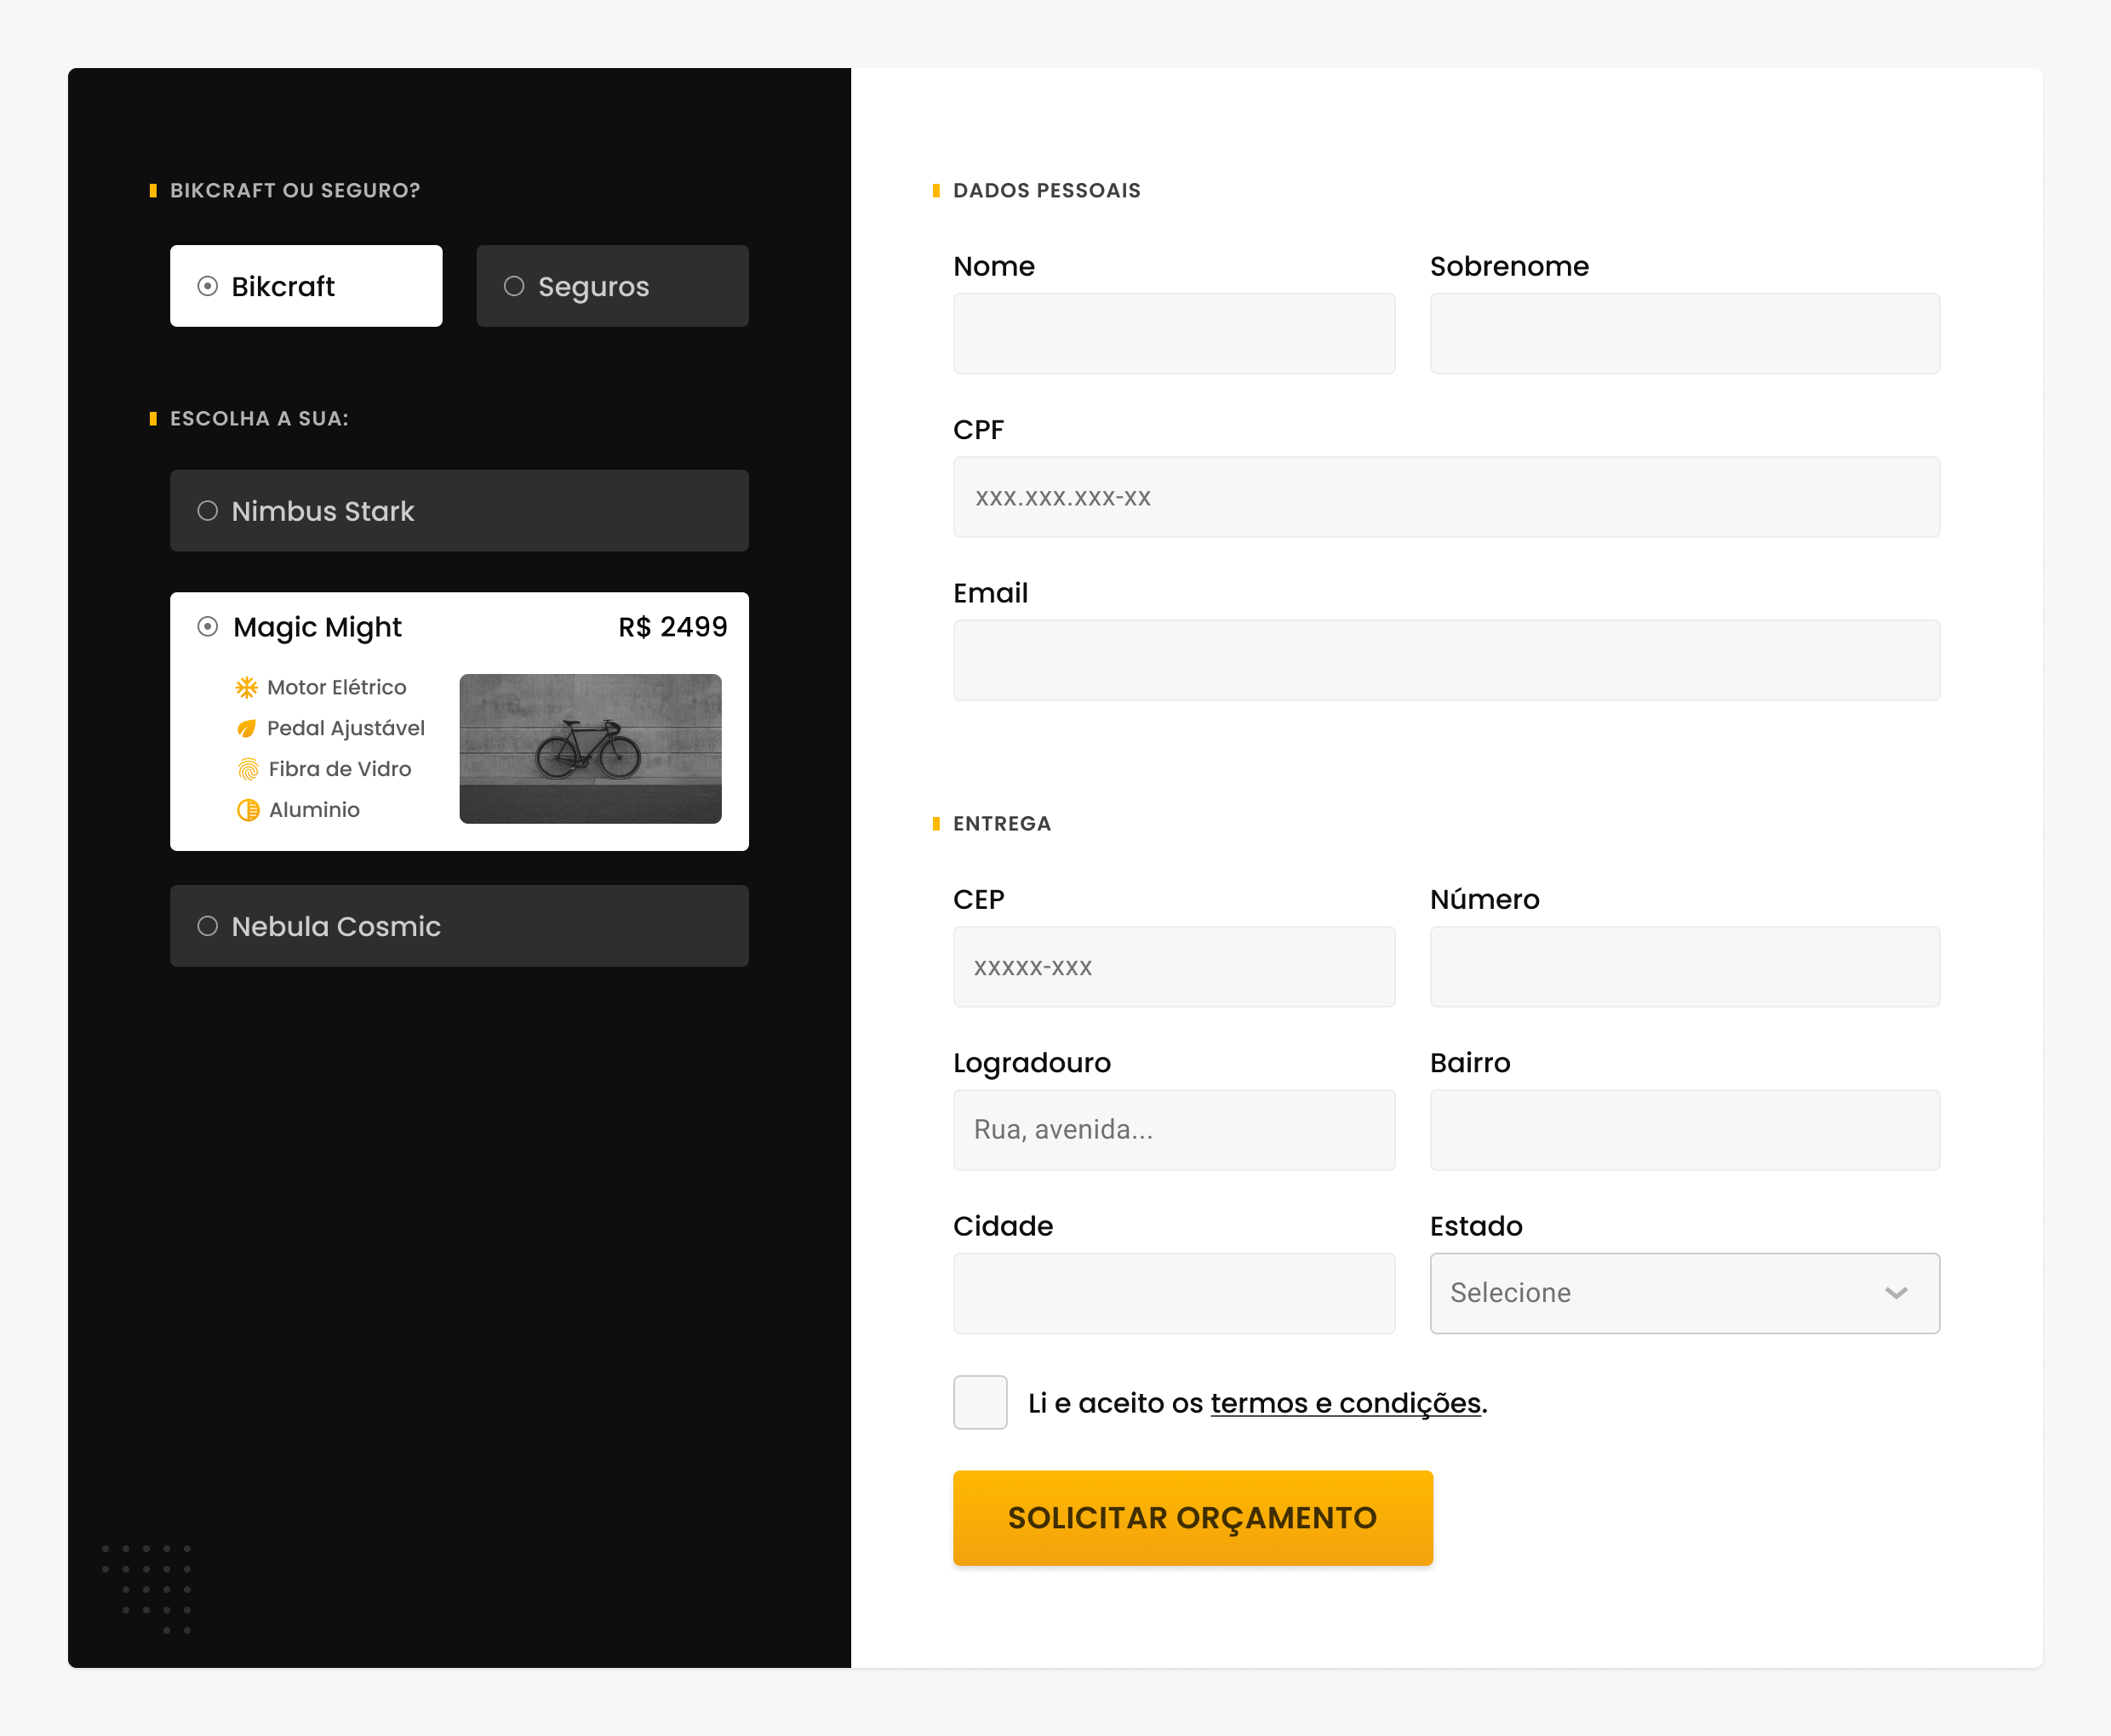 BIKCRAFT OU SEGURO?
Bikcraft
Seguros
ESCOLHA A SUA:
Nimbus Stark
Magic Might
R$ 2499
Motor Elétrico
Pedal Ajustável
Fibra de Vidro
Aluminio
Nebula Cosmic
DADOS PESSOAIS
Nome
Sobrenome
CPF
xxx.xxx.xxx-xx
Email
ENTREGA
CEP
Número
xxxxx-xxx
Logradouro
Bairro
Rua, avenida...
Cidade
Estado
Selecione
Li e aceito os termos e condições.
SOLICITAR ORÇAMENTO